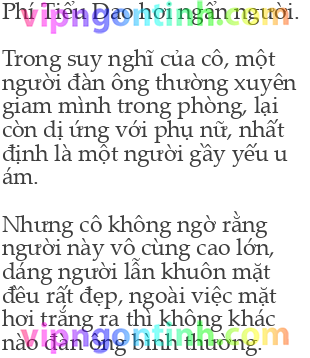 Phí Tiểu Dao hơi ngẩn người.
vipngontinh.com
Trong suy nghĩ của cô, một
người đàn ông thường xuyên
giam mình trong phòng, lại
còn dị ứng với phụ nữ, nhất
định là một người gầy yếu u
ám.
Nhưng cô không ngờ rằng
người này vô cùng cao lớn,
dáng người lẫn khuôn mặt
đều rất đẹp, ngoài việc mặt
hơi trắng ra thì không khác
vipngontinh.com
nào đàn ông bình thường.